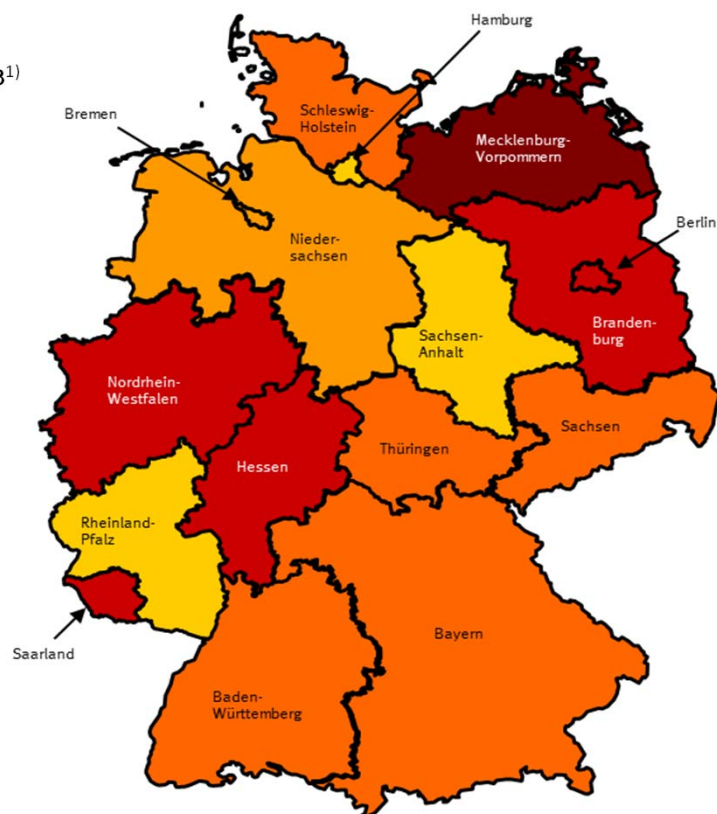 Hamburg
3¹⁾
Bremen
Schleswig-
Holstein
Mecklenburg-
Vorpommern
Berlin
Nieder-
sachsen
Sachsen-
Anhalt
Branden-
burg
Nordrhein-
Westfalen
Sachsen
Thüringen
Hessen
Rheinland-
Pfalz
Saarland
Bayern
Baden-
Württemberg